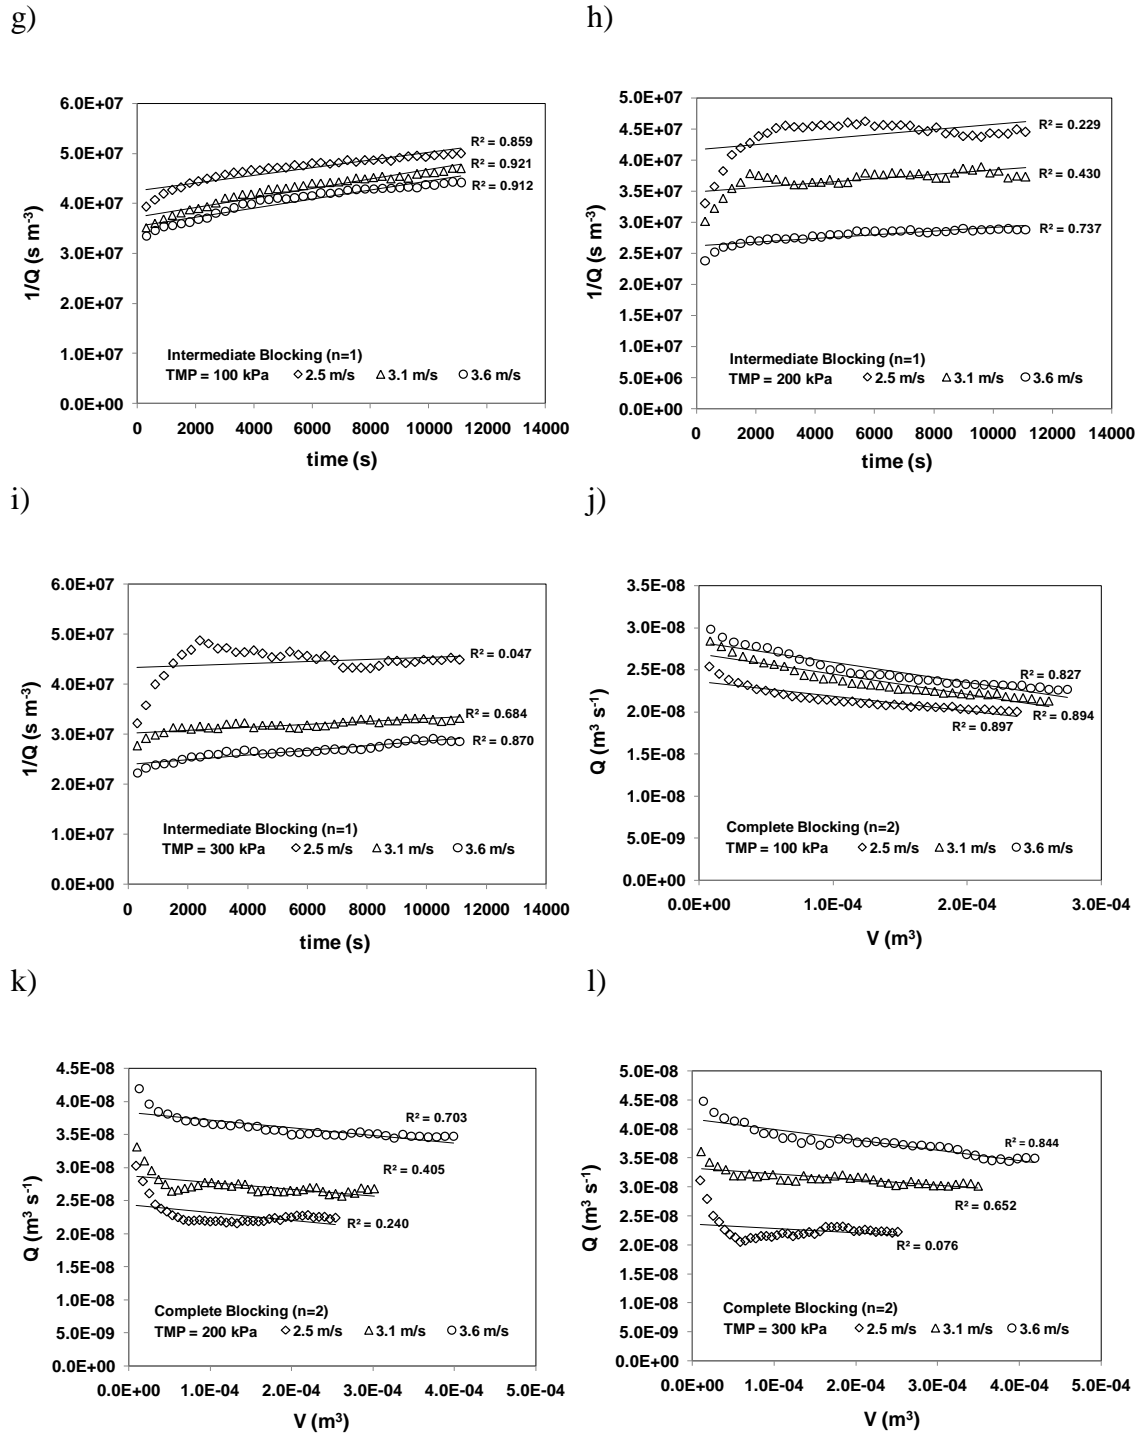 g)
6.0E+07
5.0E+07
4.0E+07
3.0E+07
2.0E+07
1.0E+07
0.0E+00
1/Q (s m-3)
R² = 0.859
R² = 0.921
R² = 0.912
Intermediate Blocking (n=1)
TMP = 100 kPa ◇ 2.5 m/s △ 3.1 m/s ○ 3.6 m/s
0 2000 4000 6000 8000 10000 12000 14000
time (s)
h)
5.0E+07
4.5E+07
4.0E+07
3.5E+07
3.0E+07
2.5E+07
2.0E+07
1.5E+07
1.0E+07
5.0E+06
0.0E+00
1/Q (s m-3)
R² = 0.229
R² = 0.430
R² = 0.737
Intermediate Blocking (n=1)
TMP = 200 kPa ◇ 2.5 m/s △ 3.1 m/s ○ 3.6 m/s
0 2000 4000 6000 8000 10000 12000 14000
time (s)
i)
6.0E+07
5.0E+07
4.0E+07
3.0E+07
2.0E+07
1.0E+07
0.0E+00
1/Q (s m-3)
R² = 0.047
R² = 0.684
R² = 0.870
Intermediate Blocking (n=1)
TMP = 300 kPa ◇ 2.5 m/s △ 3.1 m/s ○ 3.6 m/s
0 2000 4000 6000 8000 10000 12000 14000
time (s)
j)
3.5E-08
3.0E-08
2.5E-08
2.0E-08
1.5E-08
1.0E-08
5.0E-09
0.0E+00
Q (m³ s-1)
R² = 0.827
R² = 0.894
R² = 0.897
Complete Blocking (n=2)
TMP = 100 kPa ◇ 2.5 m/s △ 3.1 m/s ○ 3.6 m/s
0.0E+00 1.0E-04 2.0E-04 3.0E-04
V (m³)
k)
4.5E-08
4.0E-08
3.5E-08
3.0E-08
2.5E-08
2.0E-08
1.5E-08
1.0E-08
5.0E-09
0.0E+00
Q (m³ s-1)
R² = 0.703
R² = 0.405
R² = 0.240
Complete Blocking (n=2)
TMP = 200 kPa ◇ 2.5 m/s △ 3.1 m/s ○ 3.6 m/s
0.0E+00 1.0E-04 2.0E-04 3.0E-04 4.0E-04 5.0E-04
V (m³)
l)
5.0E-08
4.5E-08
4.0E-08
3.5E-08
3.0E-08
2.5E-08
2.0E-08
1.5E-08
1.0E-08
5.0E-09
0.0E+00
Q (m³ s-1)
R² = 0.844
R² = 0.652
R² = 0.076
Complete Blocking (n=2)
TMP = 300 kPa ◇ 2.5 m/s △ 3.1 m/s ○ 3.6 m/s
0.0E+00 1.0E-04 2.0E-04 3.0E-04 4.0E-04 5.0E-04
V (m³)